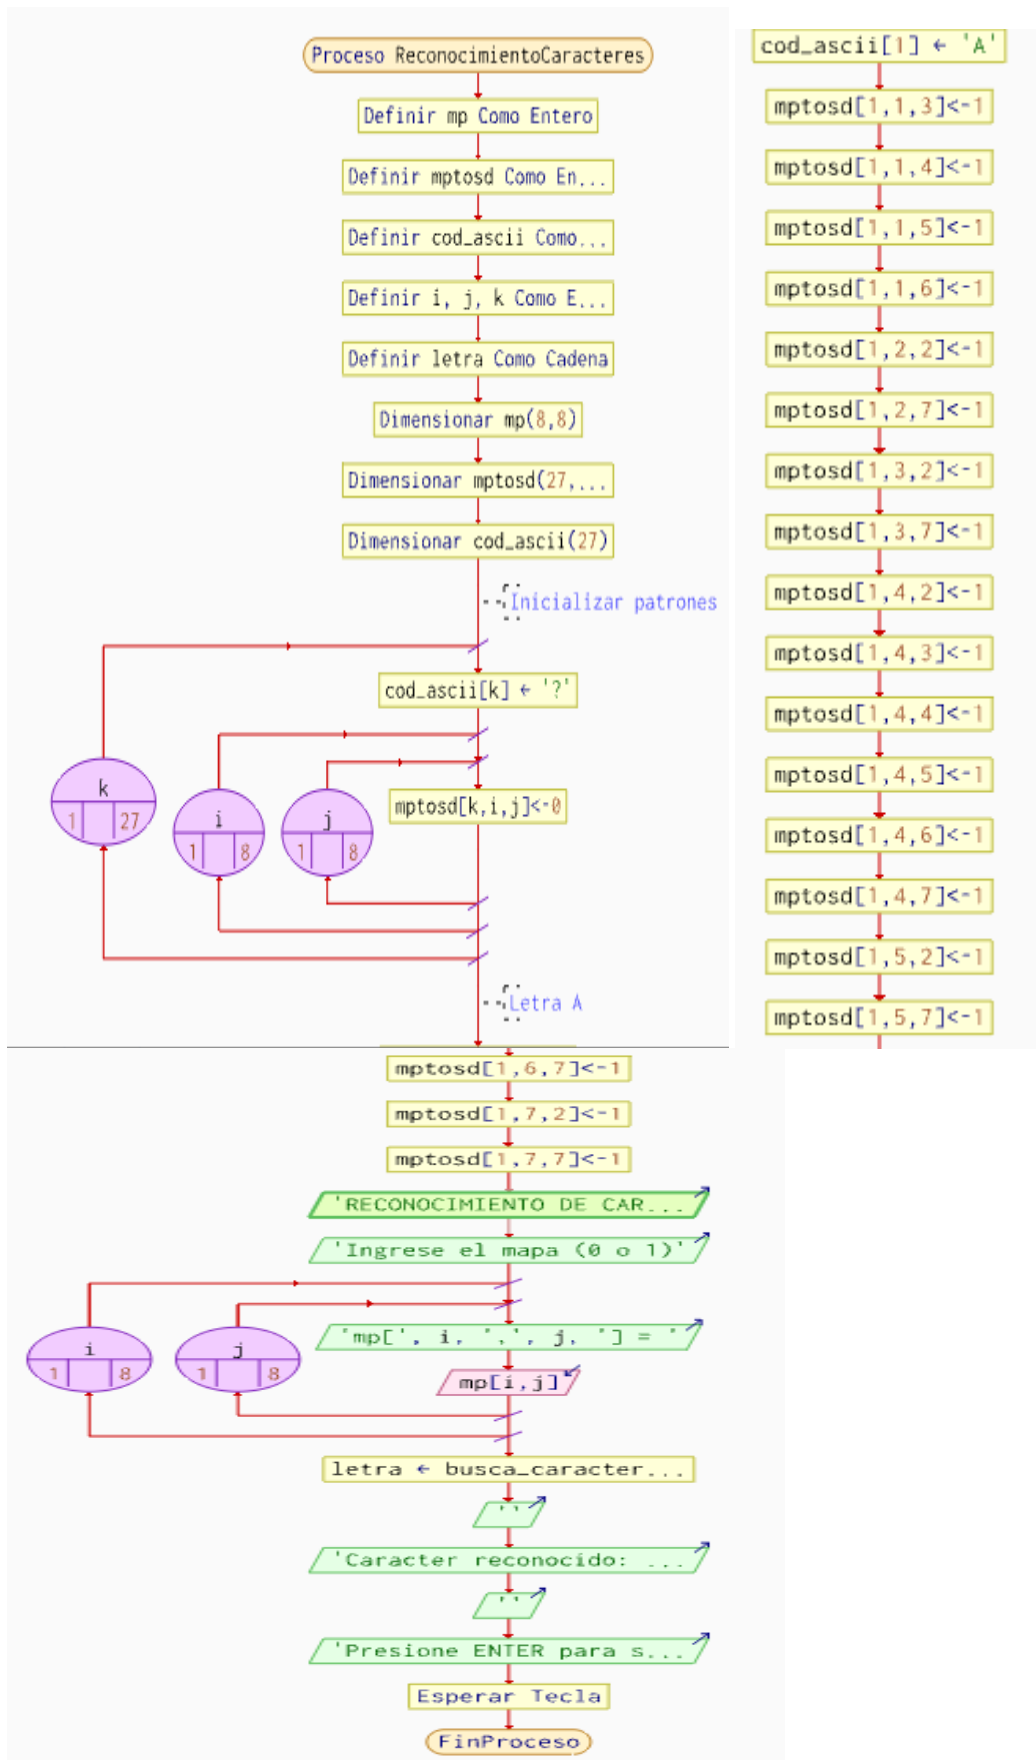 Proceso ReconocimientoCaracteres
Definir mp Como Entero
Definir mptosd Como En...
Definir cod_ascii Como...
Definir i, j, k Como E...
Definir letra Como Cadena
Dimensionar mp(8,8)
Dimensionar mptosd(27,...
Dimensionar cod_ascii(27)
Inicializar patrones
cod_ascii[k] ← '?'
k
1 27
i
1 8
j
1 8
mptosd[k,i,j]<-0
Letra A
cod_ascii[1] ← 'A'
mptosd[1,1,3]<-1
mptosd[1,1,4]<-1
mptosd[1,1,5]<-1
mptosd[1,1,6]<-1
mptosd[1,2,2]<-1
mptosd[1,2,7]<-1
mptosd[1,3,2]<-1
mptosd[1,3,7]<-1
mptosd[1,4,2]<-1
mptosd[1,4,3]<-1
mptosd[1,4,4]<-1
mptosd[1,4,5]<-1
mptosd[1,4,6]<-1
mptosd[1,4,7]<-1
mptosd[1,5,2]<-1
mptosd[1,5,7]<-1
mptosd[1,6,7]<-1
mptosd[1,7,2]<-1
mptosd[1,7,7]<-1
'RECONOCIMIENTO DE CAR...
'Ingrese el mapa (0 o 1)'
i
1 8
j
1 8
'mp[', i, ',', j, '] = '
mp[i,j]
letra ← busca_caracter...
''
'Caracter reconocido: ...
''
'Presione ENTER para s...
Esperar Tecla
FinProceso